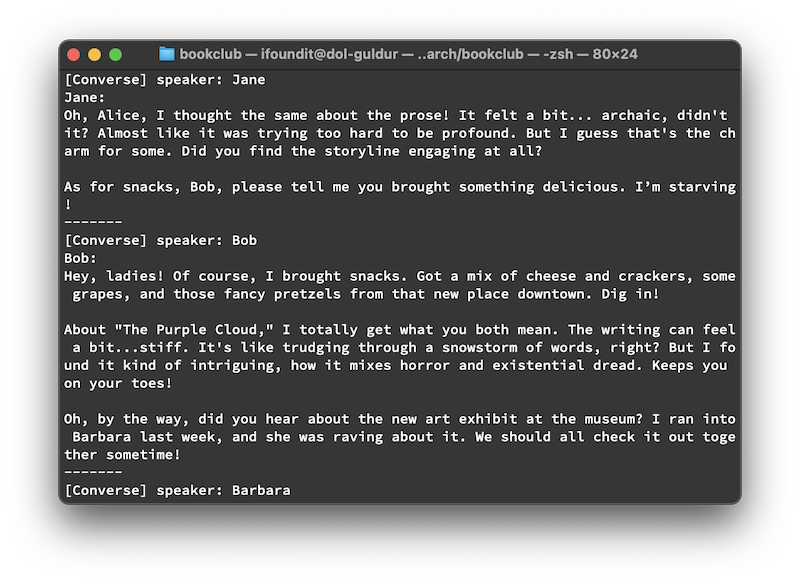 bookclub — ifoundit@dol-guldur — ..arch/bookclub — -zsh — 80×24
[Converse] speaker: Jane
Jane:
Oh, Alice, I thought the same about the prose! It felt a bit... archaic, didn't
it? Almost like it was trying too hard to be profound. But I guess that's the ch
arm for some. Did you find the storyline engaging at all?
As for snacks, Bob, please tell me you brought something delicious. I’m starving
!
-------
[Converse] speaker: Bob
Bob:
Hey, ladies! Of course, I brought snacks. Got a mix of cheese and crackers, some
 grapes, and those fancy pretzels from that new place downtown. Dig in!
About "The Purple Cloud," I totally get what you both mean. The writing can feel
 a bit...stiff. It's like trudging through a snowstorm of words, right? But I fo
und it kind of intriguing, how it mixes horror and existential dread. Keeps you
on your toes!
Oh, by the way, did you hear about the new art exhibit at the museum? I ran into
 Barbara last week, and she was raving about it. We should all check it out toge
ther sometime!
-------
[Converse] speaker: Barbara